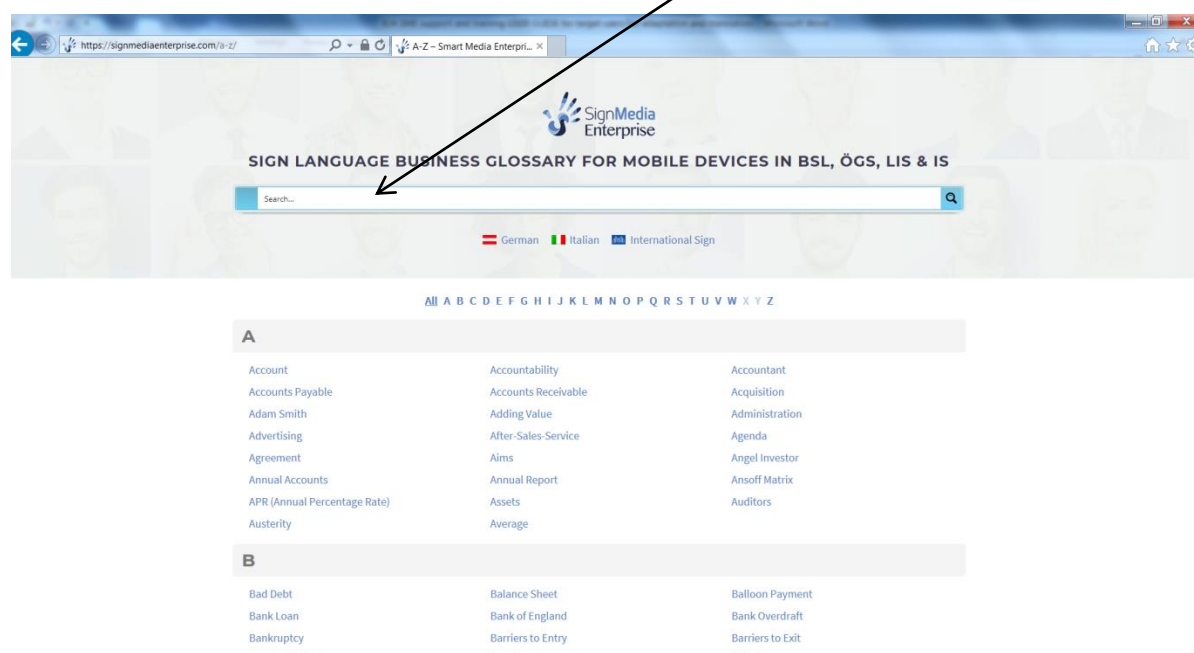 https://signmediaenterprise.com/a-z/
A-Z – Smart Media Enterpri...
SignMedia
Enterprise
SIGN LANGUAGE BUSINESS GLOSSARY FOR MOBILE DEVICES IN BSL, ÖGS, LIS & IS
Search...
German Italian International Sign
All A B C D E F G H I J K L M N O P Q R S T U V W X Y Z
A
Account Accountability Accountant
Accounts Payable Accounts Receivable Acquisition
Adam Smith Adding Value Administration
Advertising After-Sales-Service Agenda
Agreement Aims Angel Investor
Annual Accounts Annual Report Ansoff Matrix
APR (Annual Percentage Rate) Assets Auditors
Austerity Average
B
Bad Debt Balance Sheet Balloon Payment
Bank Loan Bank of England Bank Overdraft
Bankruptcy Barriers to Entry Barriers to Exit